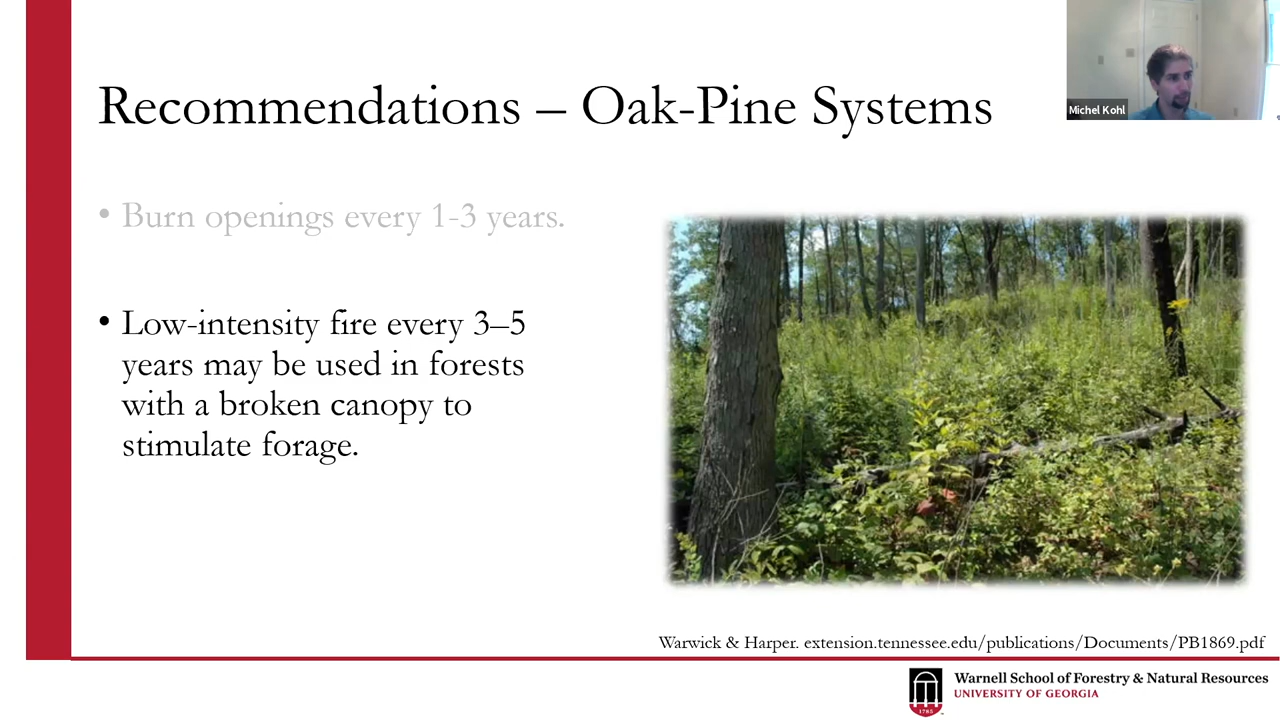 Recommendations – Oak-Pine Systems
Michel Kohl
• Burn openings every 1-3 years.
• Low-intensity fire every 3–5
years may be used in forests
with a broken canopy to
stimulate forage.
Warwick & Harper. extension.tennessee.edu/publications/Documents/PB1869.pdf
Warnell School of Forestry & Natural Resources
UNIVERSITY OF GEORGIA
1785